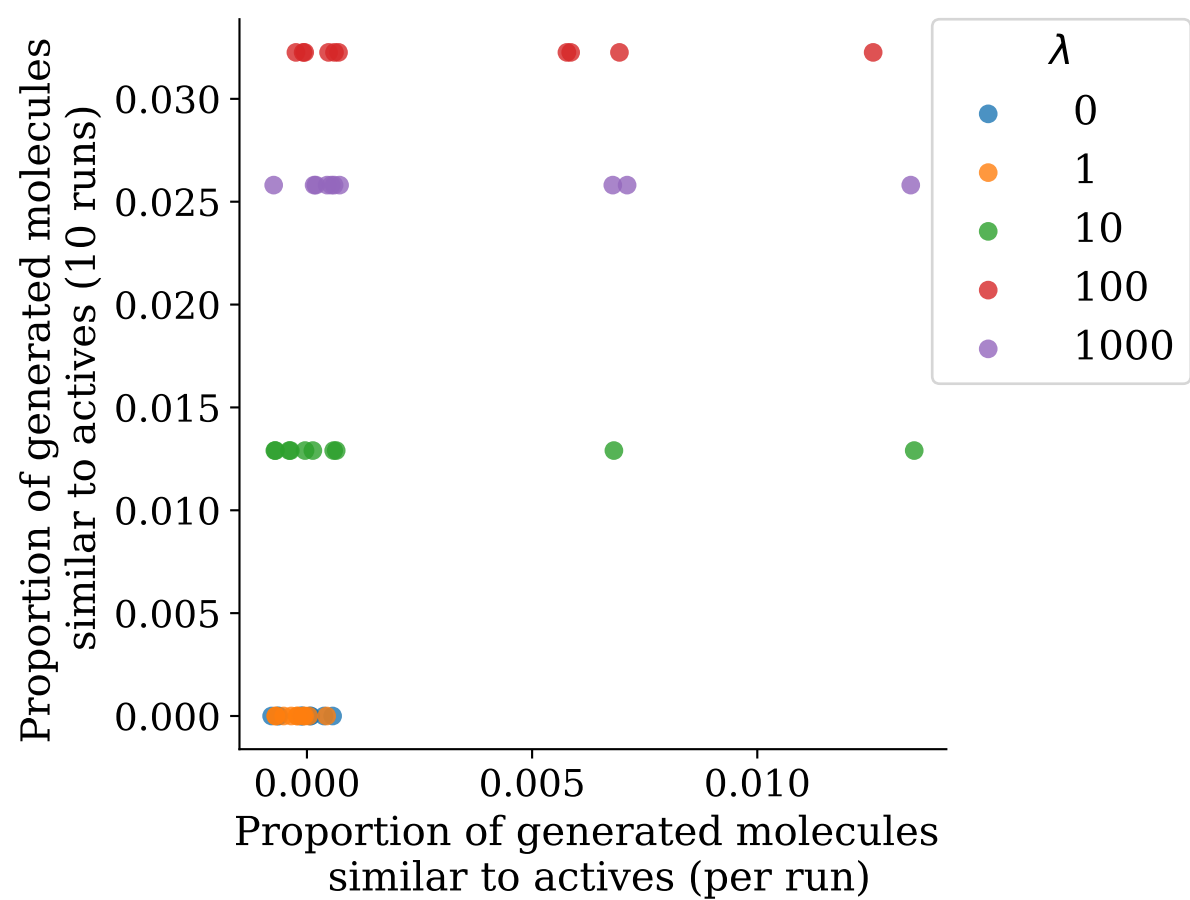 Proportion of generated molecules
similar to actives (10 runs)
0.030
0.025
0.020
0.015
0.010
0.005
0.000
0.000 0.005 0.010
Proportion of generated molecules
similar to actives (per run)
λ
0
1
10
100
1000